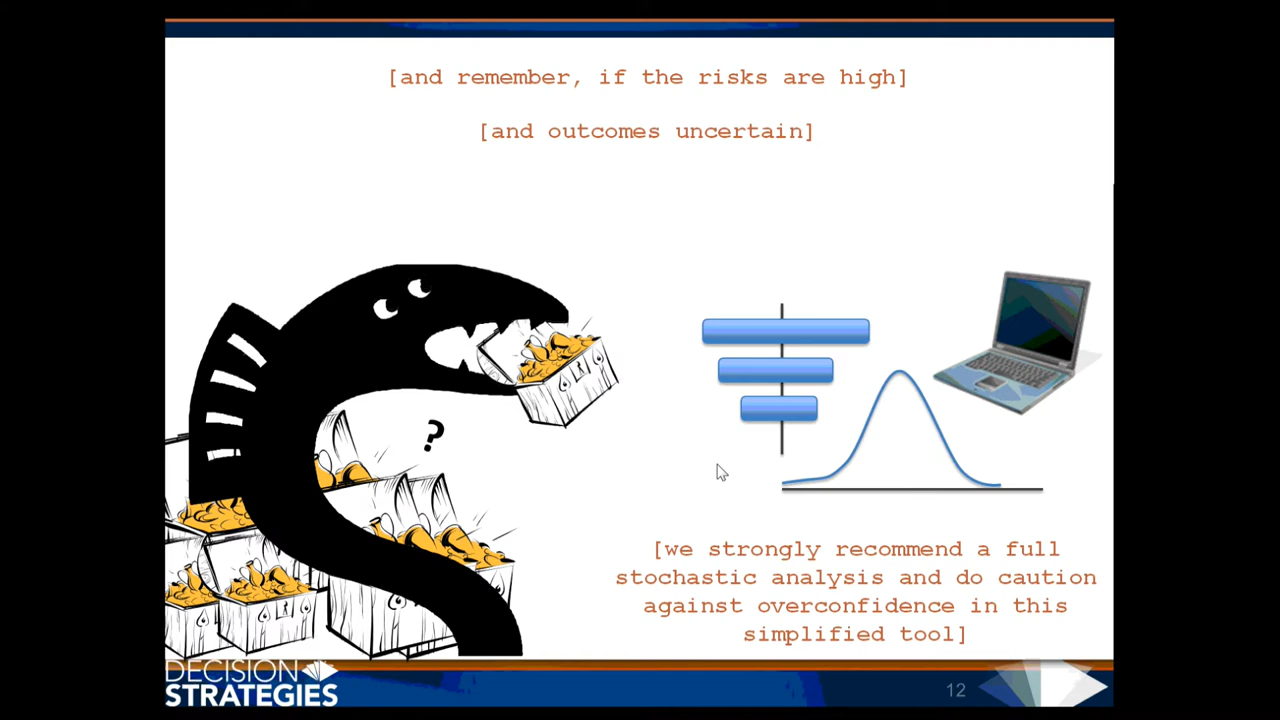 [and remember, if the risks are high]
[and outcomes uncertain]
?
[we strongly recommend a full
stochastic analysis and do caution
against overconfidence in this
simplified tool]
DECISION
STRATEGIES
12